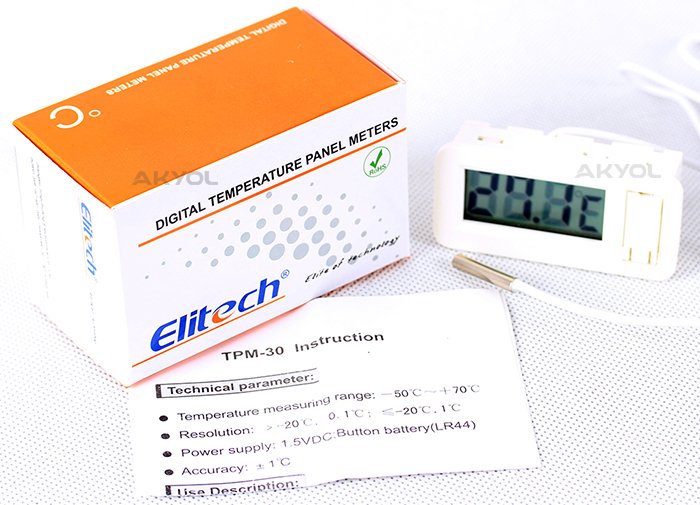 DIGITAL TEMPERATURE PANEL METERS
°C
AKYOL
AKYOL
DIGITAL TEMPERATURE PANEL METERS
RoHS
Elitech
Elitech®
Elite of technology
TPM-30 Instruction
Technical parameter:
● Temperature measuring range: －50℃～＋70℃
● Resolution: ＞-20℃, 0.1℃; ≤-20℃,1℃
● Power supply: 1.5VDC:Button battery(LR44)
● Accuracy: ±1℃
Use Description: